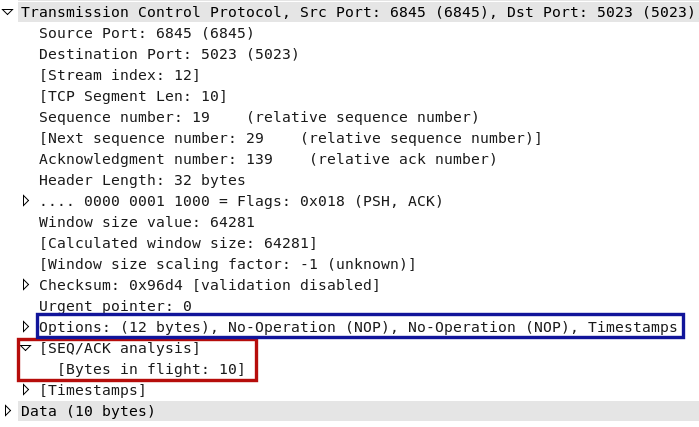 Transmission Control Protocol, Src Port: 6845 (6845), Dst Port: 5023 (5023)
Source Port: 6845 (6845)
Destination Port: 5023 (5023)
[Stream index: 12]
[TCP Segment Len: 10]
Sequence number: 19    (relative sequence number)
[Next sequence number: 29    (relative sequence number)]
Acknowledgment number: 139    (relative ack number)
Header Length: 32 bytes
.... 0000 0001 1000 = Flags: 0x018 (PSH, ACK)
Window size value: 64281
[Calculated window size: 64281]
[Window size scaling factor: -1 (unknown)]
Checksum: 0x96d4 [validation disabled]
Urgent pointer: 0
Options: (12 bytes), No-Operation (NOP), No-Operation (NOP), Timestamps
[SEQ/ACK analysis]
[Bytes in flight: 10]
[Timestamps]
Data (10 bytes)